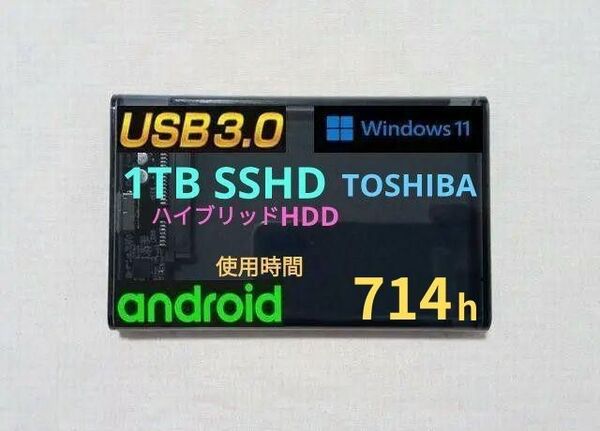 USB3.0
Windows 11
1TB SSHD TOSHIBA
ハイブリッドHDD
使用時間
android 714h